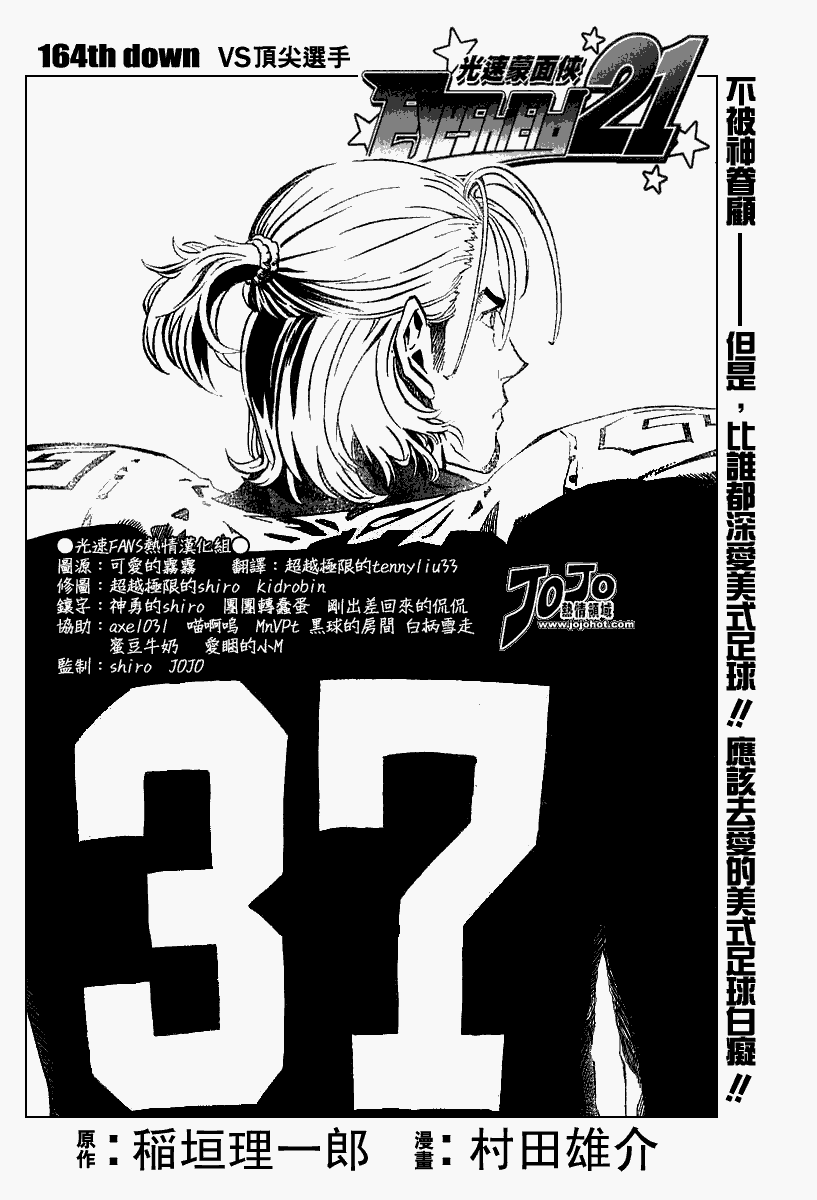 164th down VS頂尖選手
光速蒙面俠
EYESHIELD 21
不被神眷顧——但是，比誰都深愛美式足球!!應該去愛的美式足球白癡!!
●光速FANS熱情漢化組●
圖源：可愛的霧霧 翻譯：超越極限的tennyliu33
修圖：超越極限的shiro kidrobin
鑲字：神勇的shiro 團團轉蠢蛋 剛出差回來的侃侃
協助：axel031 喵啊嗚 MnVPt 黑球的房間 白柄雪走
蜜豆牛奶 愛睏的小M
監制：shiro JOJO
JOJO
熱情領域
www.jojohot.com
37
原作：稲垣理一郎 漫畫：村田雄介